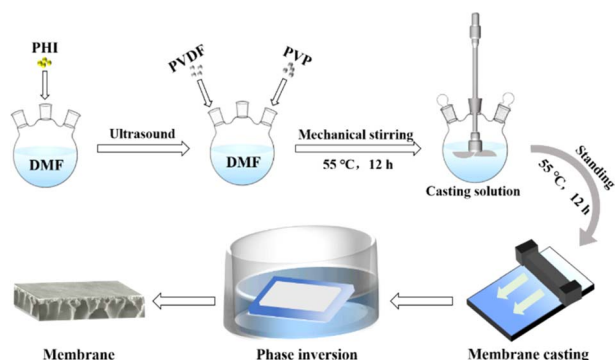 PHI
PVDF
PVP
DMF
Ultrasound
DMF
Mechanical stirring
55 °C，12 h
Casting solution
Standing
55 °C, 12 h
Membrane
Phase inversion
Membrane casting